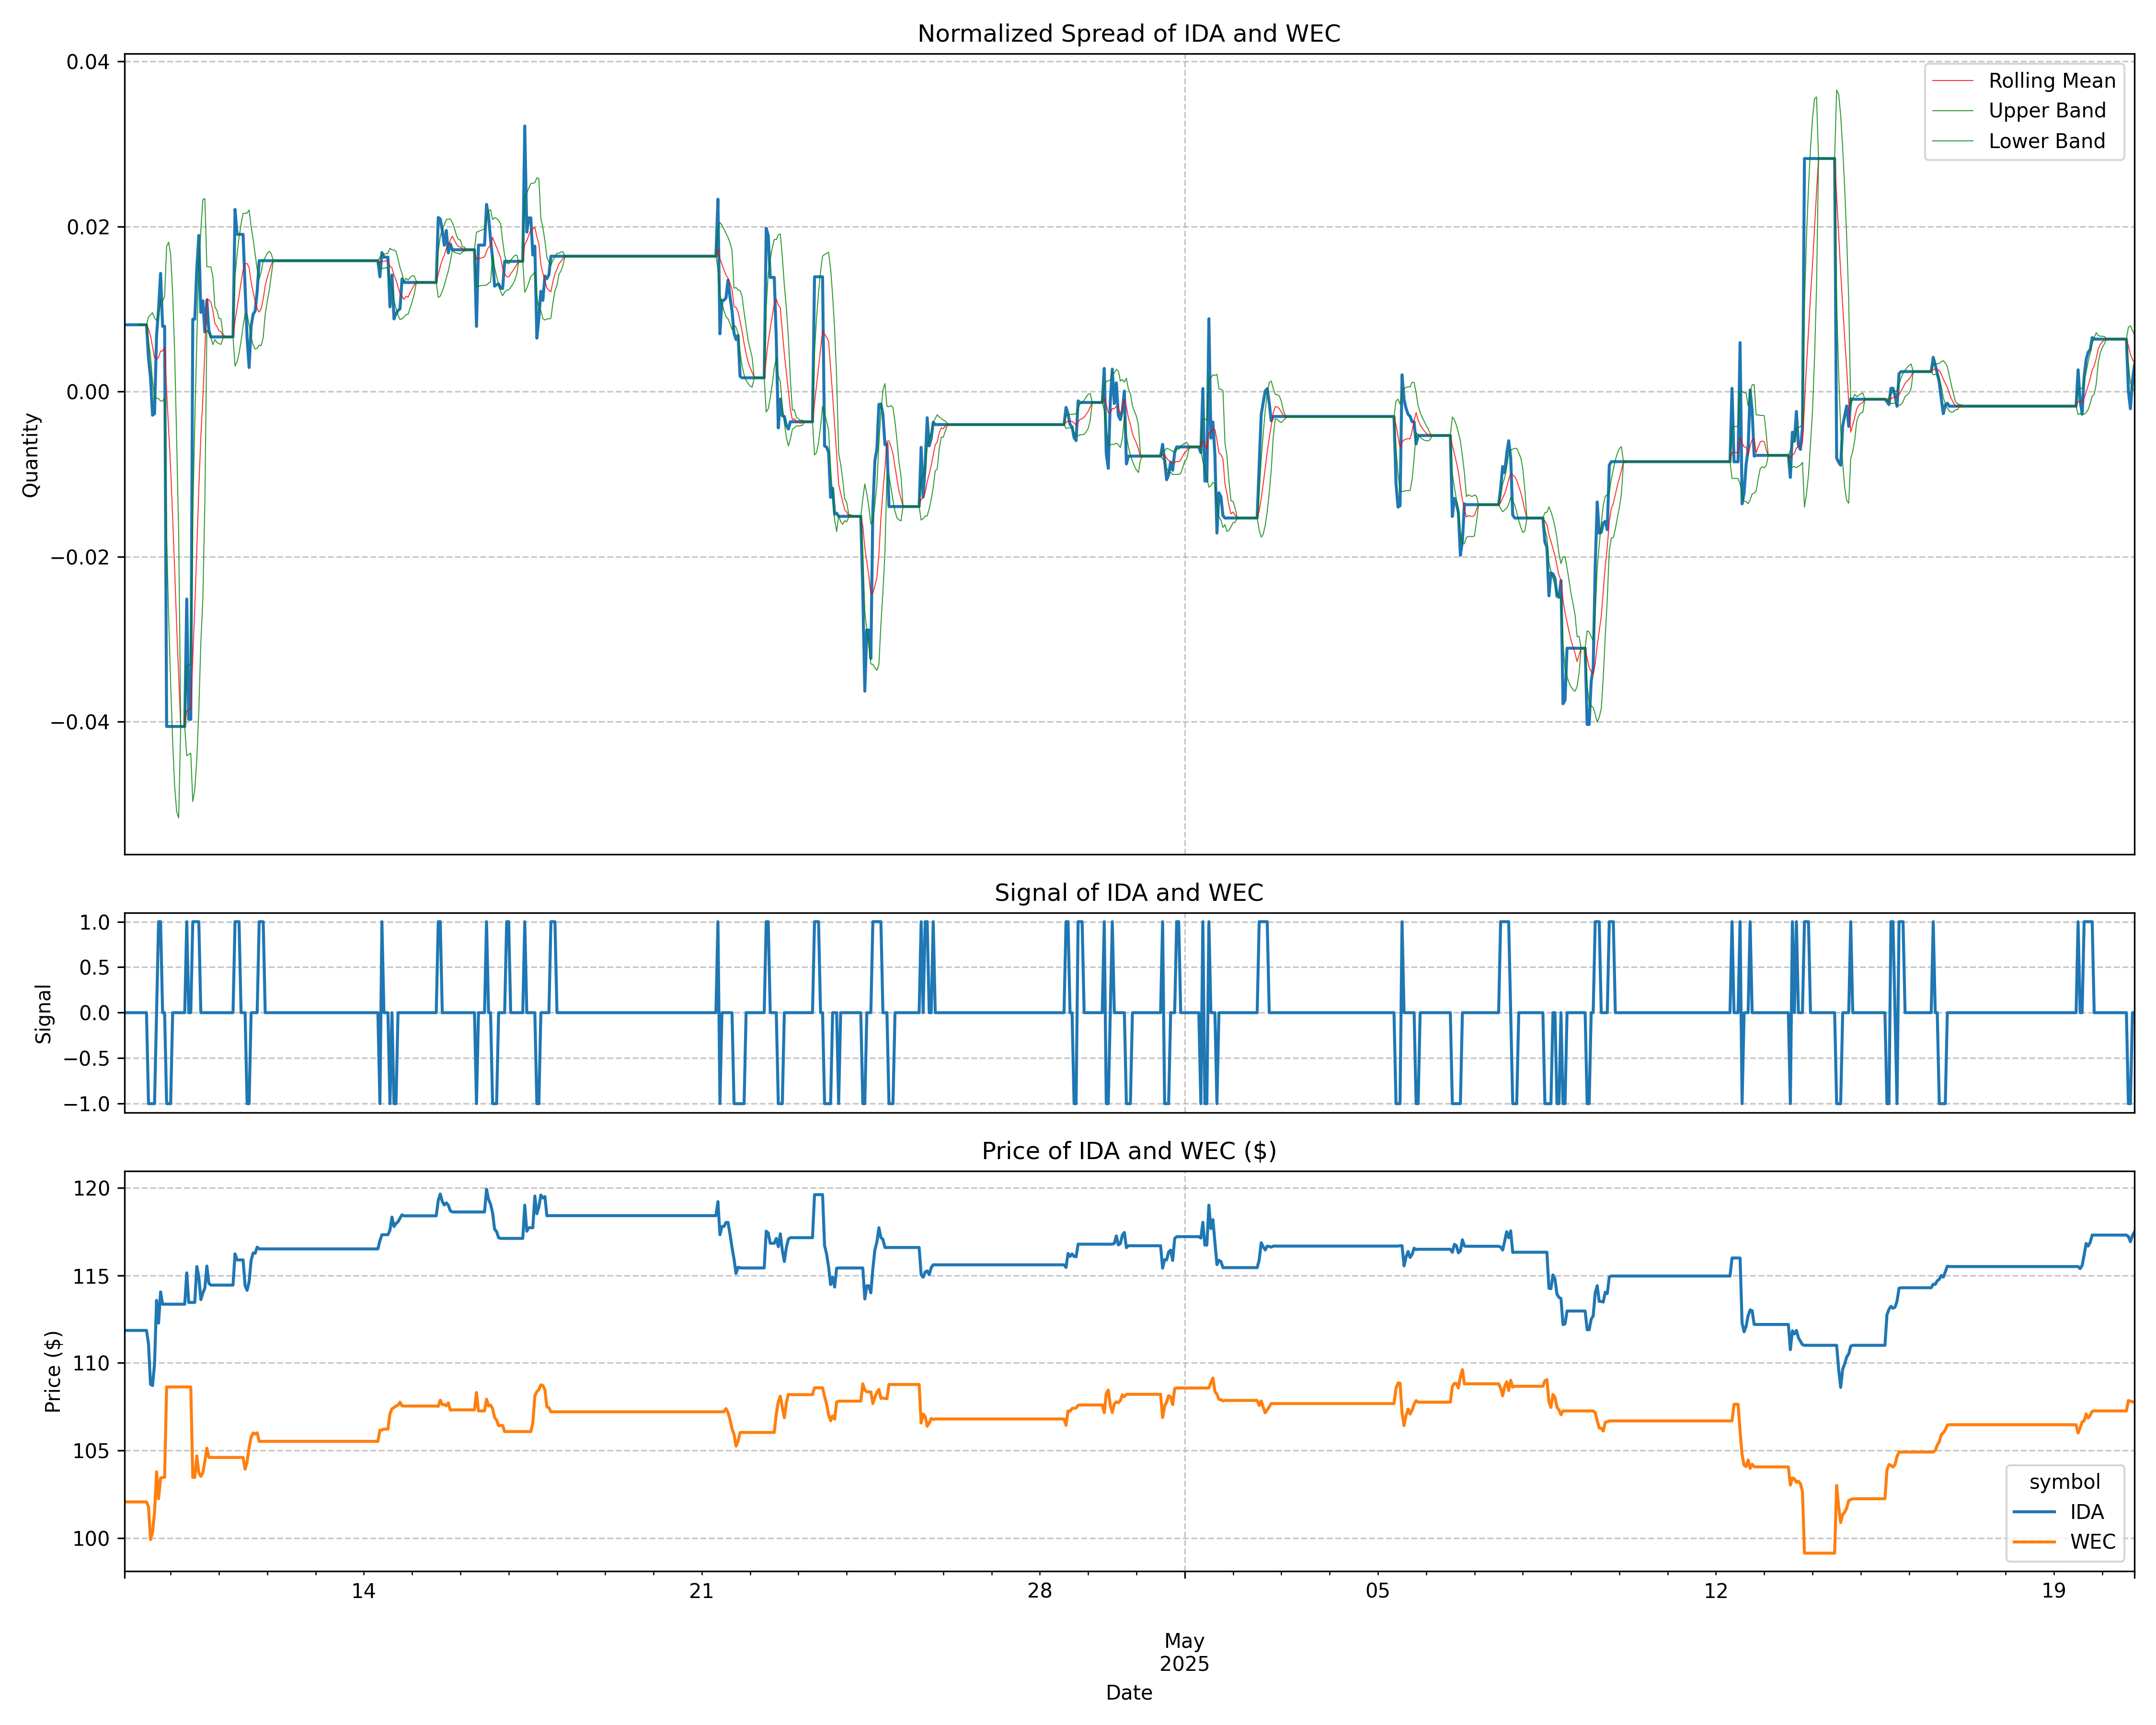 Normalized Spread of IDA and WEC
0.04
0.02
0.00
−0.02
−0.04
Quantity
Rolling Mean
Upper Band
Lower Band
Signal of IDA and WEC
1.0
0.5
0.0
−0.5
−1.0
Signal
Price of IDA and WEC ($)
120
115
110
105
100
Price ($)
symbol
IDA
WEC
14 21 28 05 12 19
May
2025
Date